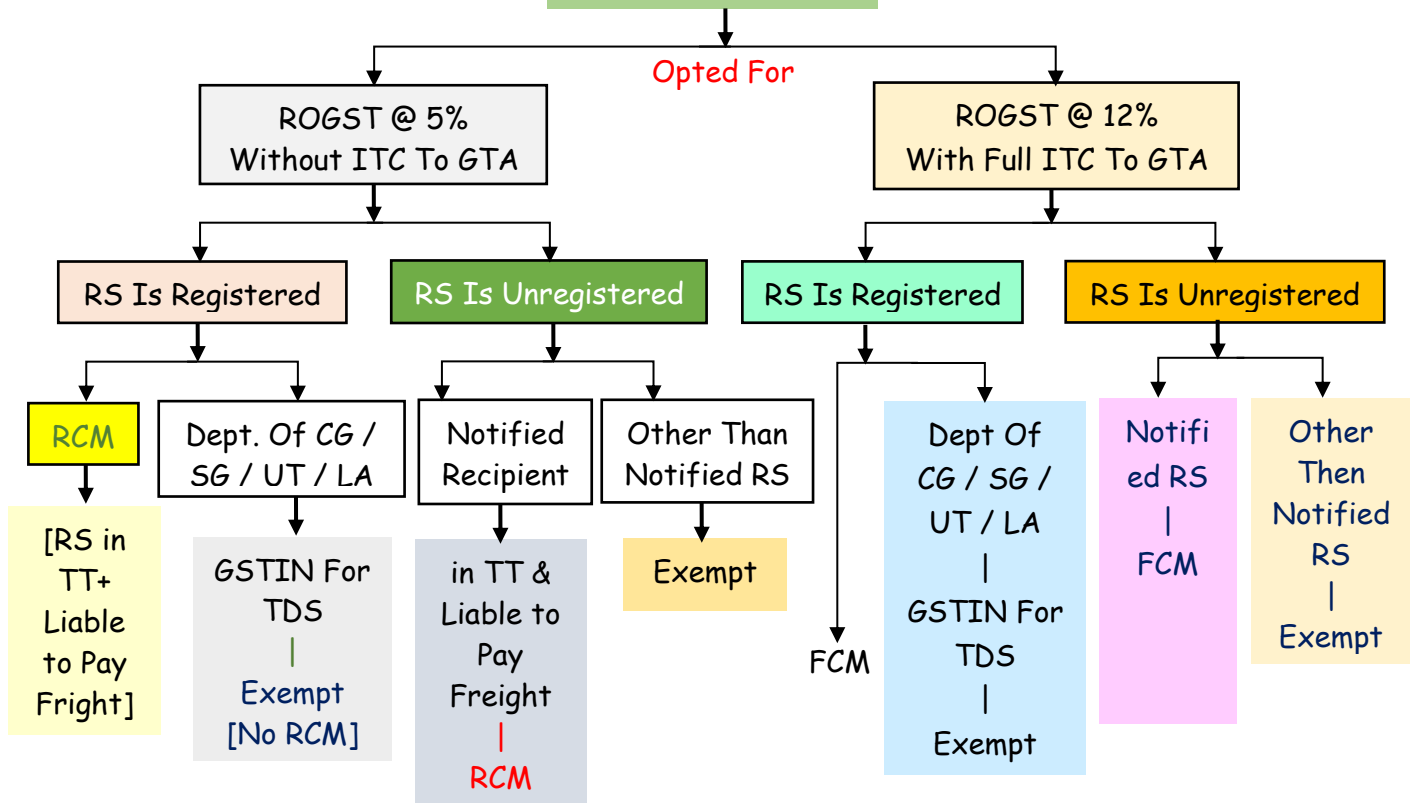 Opted For
ROGST @ 5%
Without ITC To GTA
ROGST @ 12%
With Full ITC To GTA
RS Is Registered
RS Is Unregistered
RS Is Registered
RS Is Unregistered
RCM
[RS in
TT+
Liable
to Pay
Fright]
Dept. Of CG /
SG / UT / LA
GSTIN For
TDS
|
Exempt
[No RCM]
Notified
Recipient
in TT &
Liable to
Pay
Freight
|
RCM
Other Than
Notified RS
Exempt
FCM
Dept Of
CG / SG /
UT / LA
|
GSTIN For
TDS
|
Exempt
Notifi
ed RS
|
FCM
Other
Then
Notified
RS
|
Exempt